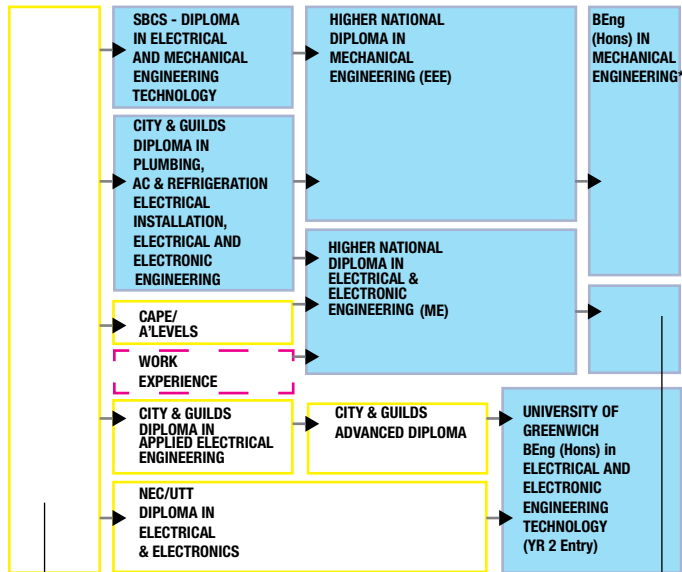 SBCS - DIPLOMA
IN ELECTRICAL
AND MECHANICAL
ENGINEERING
TECHNOLOGY
HIGHER NATIONAL
DIPLOMA IN
MECHANICAL
ENGINEERING (EEE)
BEng
(Hons) IN
MECHANICAL
ENGINEERING*
CITY & GUILDS
DIPLOMA IN
PLUMBING,
AC & REFRIGERATION
ELECTRICAL
INSTALLATION,
ELECTRICAL AND
ELECTRONIC
ENGINEERING
HIGHER NATIONAL
DIPLOMA IN
ELECTRICAL &
ELECTRONIC
ENGINEERING (ME)
CAPE/
A'LEVELS
WORK
EXPERIENCE
CITY & GUILDS
DIPLOMA IN
APPLIED ELECTRICAL
ENGINEERING
CITY & GUILDS
ADVANCED DIPLOMA
UNIVERSITY OF
GREENWICH
BEng (Hons) in
ELECTRICAL AND
ELECTRONIC
ENGINEERING
TECHNOLOGY
(YR 2 Entry)
NEC/UTT
DIPLOMA IN
ELECTRICAL
& ELECTRONICS